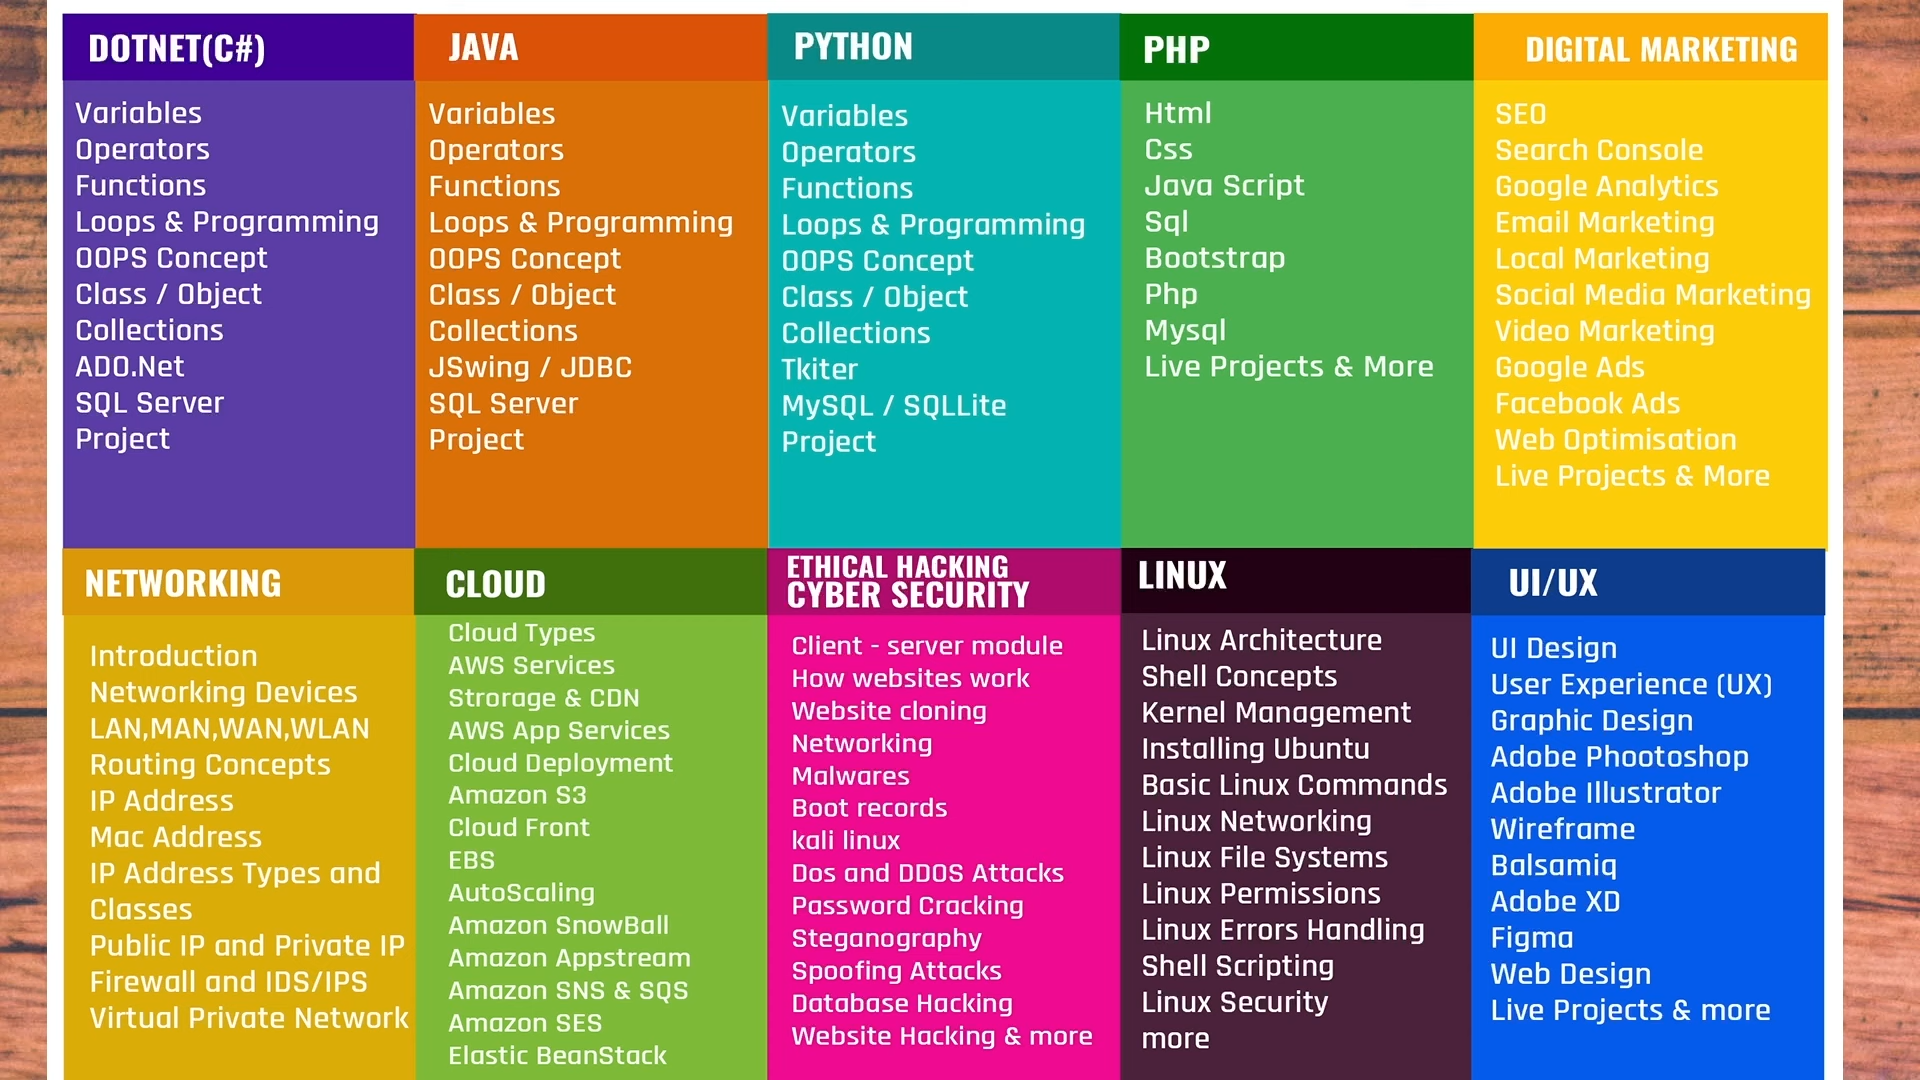 DOTNET(C#)
Variables
Operators
Functions
Loops & Programming
OOPS Concept
Class / Object
Collections
ADO.Net
SQL Server
Project
JAVA
Variables
Operators
Functions
Loops & Programming
OOPS Concept
Class / Object
Collections
JSwing / JDBC
SQL Server
Project
PYTHON
Variables
Operators
Functions
Loops & Programming
OOPS Concept
Class / Object
Collections
Tkiter
MySQL / SQLLite
Project
PHP
Html
Css
Java Script
Sql
Bootstrap
Php
Mysql
Live Projects & More
DIGITAL MARKETING
SEO
Search Console
Google Analytics
Email Marketing
Local Marketing
Social Media Marketing
Video Marketing
Google Ads
Facebook Ads
Web Optimisation
Live Projects & More
NETWORKING
Introduction
Networking Devices
LAN,MAN,WAN,WLAN
Routing Concepts
IP Address
Mac Address
IP Address Types and
Classes
Public IP and Private IP
Firewall and IDS/IPS
Virtual Private Network
CLOUD
Cloud Types
AWS Services
Strorage & CDN
AWS App Services
Cloud Deployment
Amazon S3
Cloud Front
EBS
AutoScaling
Amazon SnowBall
Amazon Appstream
Amazon SNS & SQS
Amazon SES
Elastic BeanStack
ETHICAL HACKING
CYBER SECURITY
Client - server module
How websites work
Website cloning
Networking
Malwares
Boot records
kali linux
Dos and DDOS Attacks
Password Cracking
Steganography
Spoofing Attacks
Database Hacking
Website Hacking & more
LINUX
Linux Architecture
Shell Concepts
Kernel Management
Installing Ubuntu
Basic Linux Commands
Linux Networking
Linux File Systems
Linux Permissions
Linux Errors Handling
Shell Scripting
Linux Security
more
UI/UX
UI Design
User Experience (UX)
Graphic Design
Adobe Phootoshop
Adobe Illustrator
Wireframe
Balsamiq
Adobe XD
Figma
Web Design
Live Projects & more